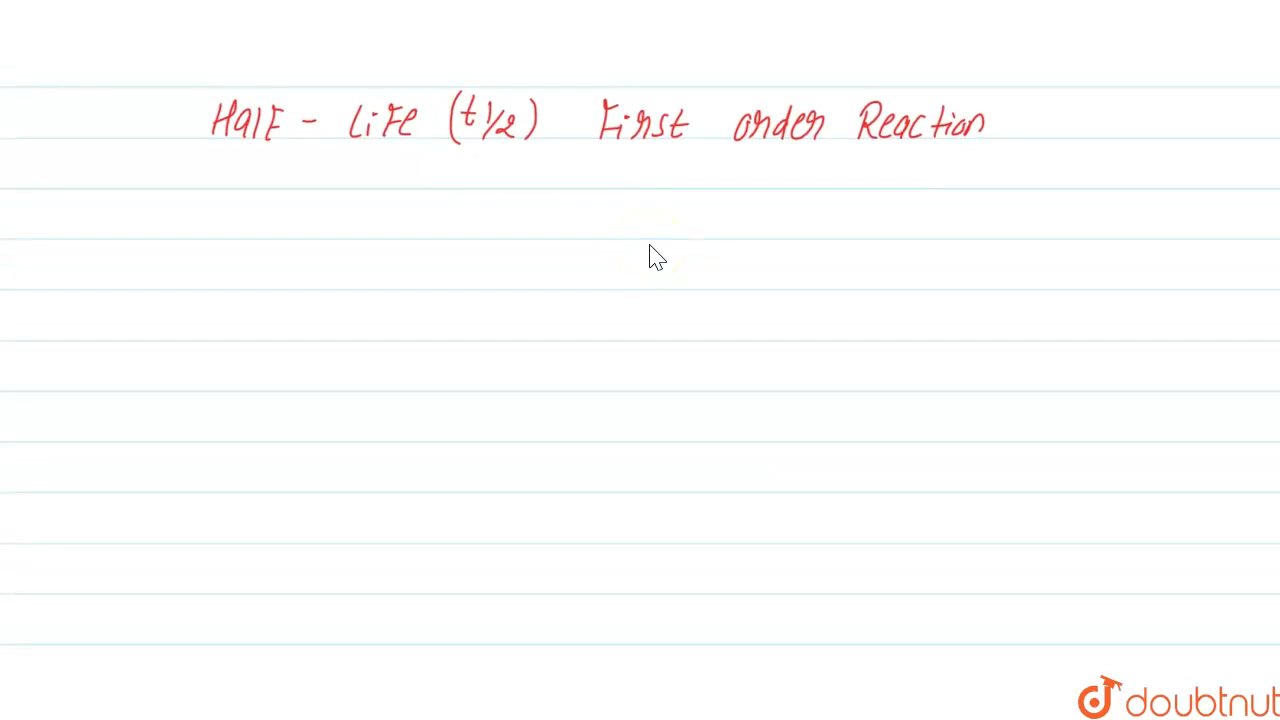 Half - Life (t1/2) First order Reaction
doubtnut